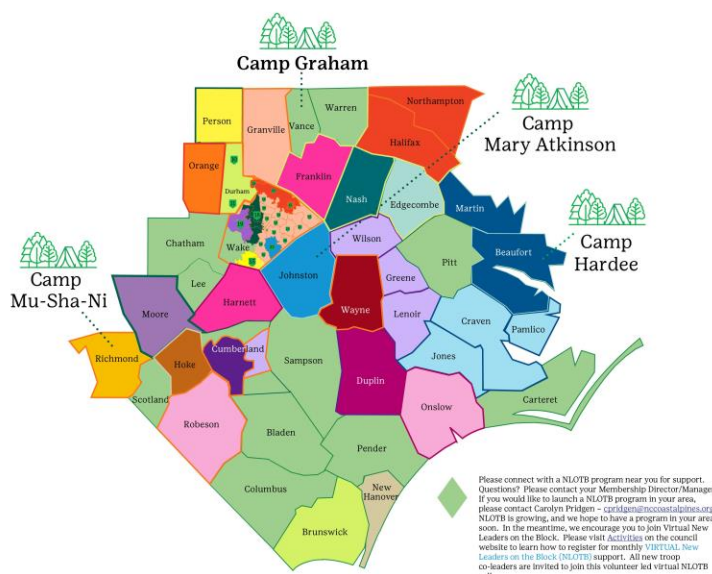 Camp Graham
Camp
Mary Atkinson
Camp
Hardee
Camp
Mu-Sha-Ni
Person
Granville
Vance
Warren
Northampton
Halifax
Orange
Durham
Franklin
Nash
Edgecombe
Martin
Chatham
Wake
Wilson
Pitt
Beaufort
Lee
Johnston
Greene
Moore
Harnett
Wayne
Lenoir
Craven
Pamlico
Richmond
Hoke
Cumberland
Sampson
Duplin
Jones
Scotland
Onslow
Carteret
Robeson
Bladen
Pender
Columbus
New
Hanover
Brunswick
Please connect with a NLOTB program near you for support.
Questions? Please contact your Membership Director/Manage
If you would like to launch a NLOTB program in your area,
please contact Carolyn Pridgen – cpridgen@nccoastalpines.org
NLOTB is growing, and we hope to have a program in your area
soon. In the meantime, we encourage you to join Virtual New
Leaders on the Block. Please visit Activities on the council
website to learn how to register for monthly VIRTUAL New
Leaders on the Block (NLOTB) support. All new troop
co-leaders are invited to join this volunteer led virtual NLOTB